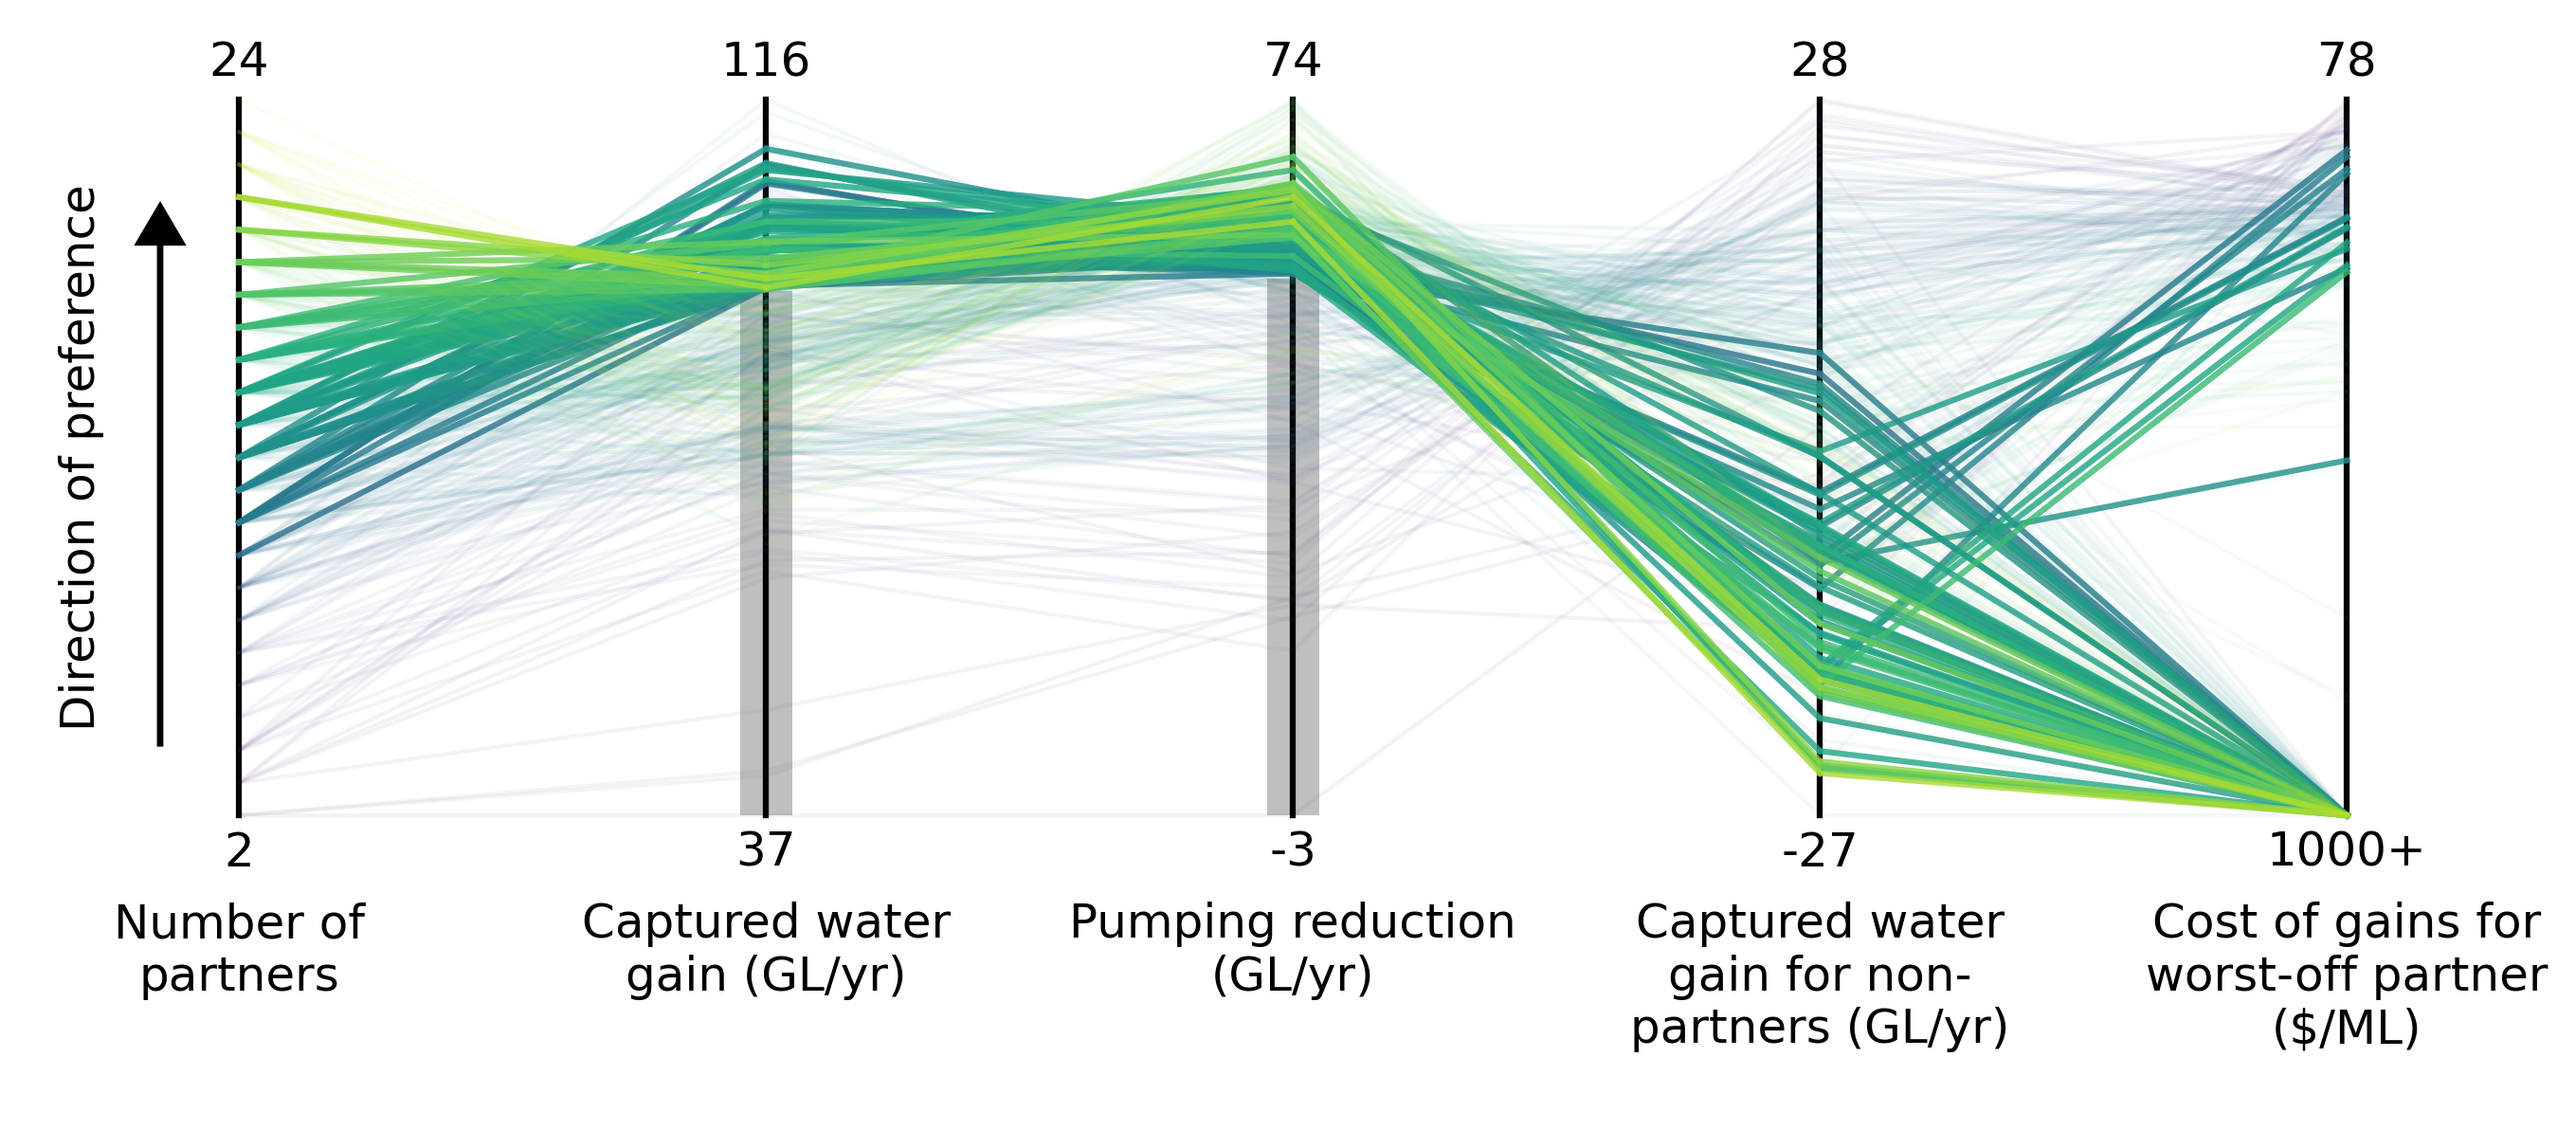 24
116
74
28
78
Direction of preference
2
37
-3
-27
1000+
Number of
partners
Captured water
gain (GL/yr)
Pumping reduction
(GL/yr)
Captured water
gain for non-
partners (GL/yr)
Cost of gains for
worst-off partner
($/ML)